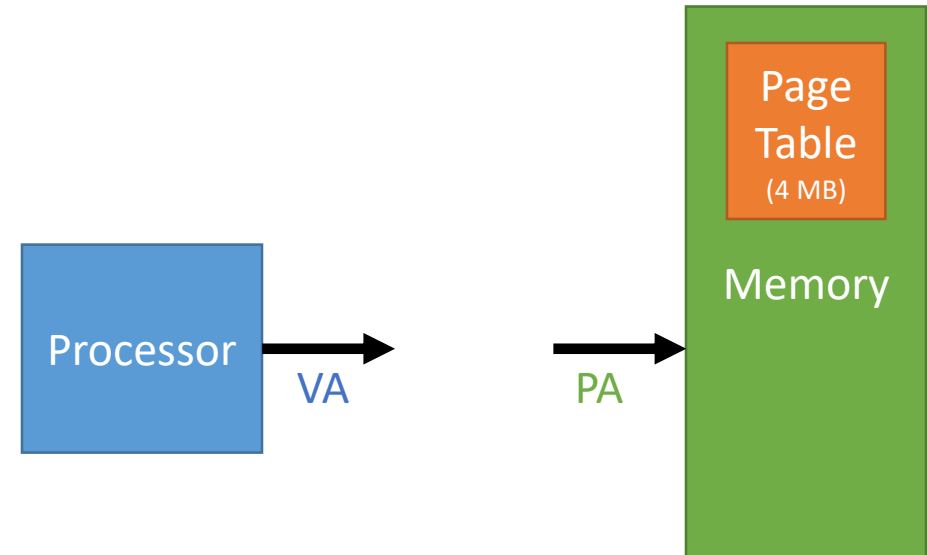 Page
Table
(4 MB)
Memory
Processor
VA
PA